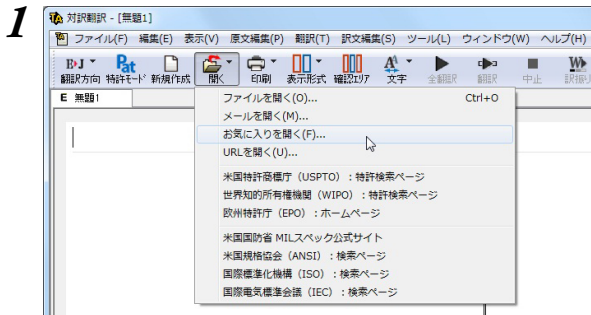 1
対訳翻訳 - [無題1]
ファイル(F) 編集(E) 表示(V) 原文編集(P) 翻訳(T) 訳文編集(S) ツール(L) ウィンドウ(W) ヘルプ(H)
翻訳方向 特許モード 新規作成 開く 印刷 表示形式 確認エリア 文字 全翻訳 翻訳 中止
E 無題1
ファイルを開く(O)... Ctrl+O
メールを開く(M)...
お気に入りを開く(F)...
URLを開く(U)...
米国特許商標庁（USPTO）：特許検索ページ
世界知的所有権機関（WIPO）：特許検索ページ
欧州特許庁（EPO）：ホームページ
米国国防省 MILスペック公式サイト
米国規格協会（ANSI）：検索ページ
国際標準化機構（ISO）：検索ページ
国際電気標準会議（IEC）：検索ページ